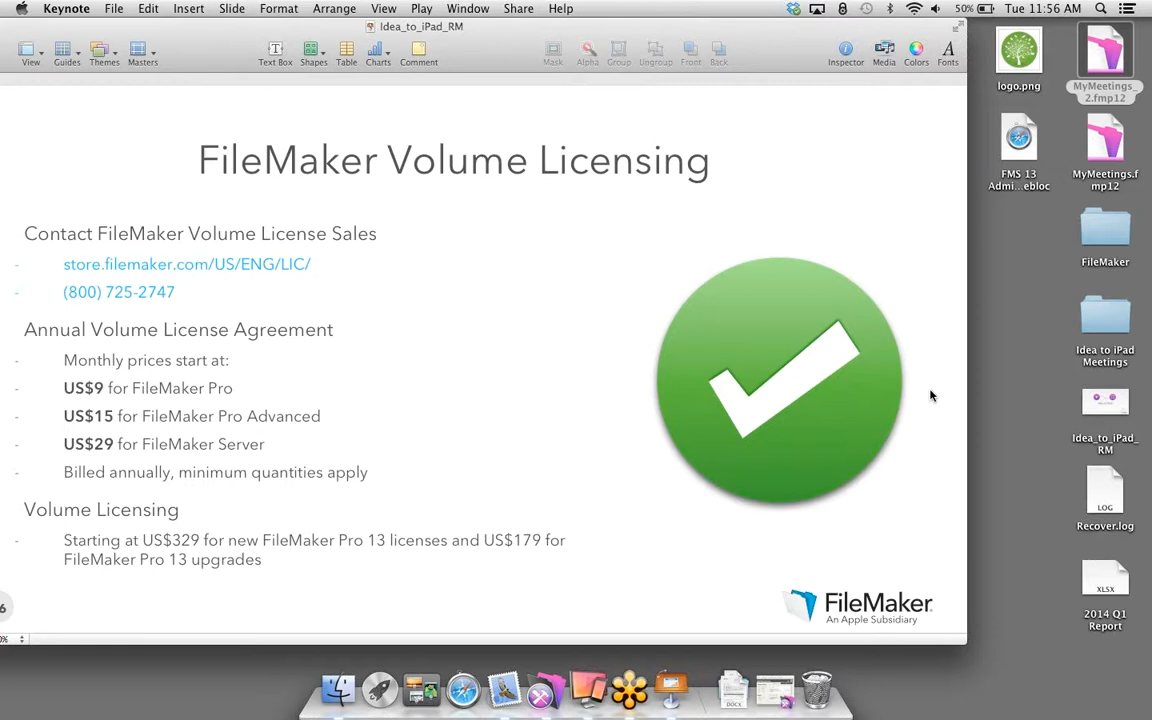 Keynote File Edit Insert Slide Format Arrange View Play Window Share Help 50% Tue 11:56 AM
Idea_to_iPad_RM
View Guides Themes Masters Text Box Shapes Table Charts Comment Mask Alpha Group Ungroup Front Back Inspector Media Colors Fonts
FileMaker Volume Licensing
Contact FileMaker Volume License Sales
- store.filemaker.com/US/ENG/LIC/
- (800) 725-2747
Annual Volume License Agreement
- Monthly prices start at:
- US$9 for FileMaker Pro
- US$15 for FileMaker Pro Advanced
- US$29 for FileMaker Server
- Billed annually, minimum quantities apply
Volume Licensing
- Starting at US$329 for new FileMaker Pro 13 licenses and US$179 for
FileMaker Pro 13 upgrades
6
FileMaker
An Apple Subsidiary
logo.png
MyMeetings_
2.fmp12
FMS 13
Admi...ebloc
MyMeetings.f
mp12
FileMaker
Idea to iPad
Meetings
Idea_to_iPad_
RM
LOG
Recover.log
XLSX
2014 Q1
Report
DOCX